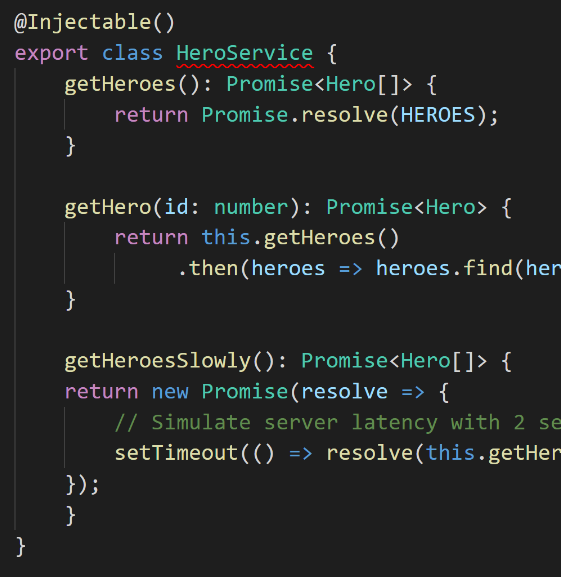 @Injectable()
export class HeroService {
    getHeroes(): Promise<Hero[]> {
        return Promise.resolve(HEROES);
    }

    getHero(id: number): Promise<Hero> {
        return this.getHeroes()
             .then(heroes => heroes.find(her
    }

    getHeroesSlowly(): Promise<Hero[]> {
    return new Promise(resolve => {
        // Simulate server latency with 2 se
        setTimeout(() => resolve(this.getHer
    });
    }
}